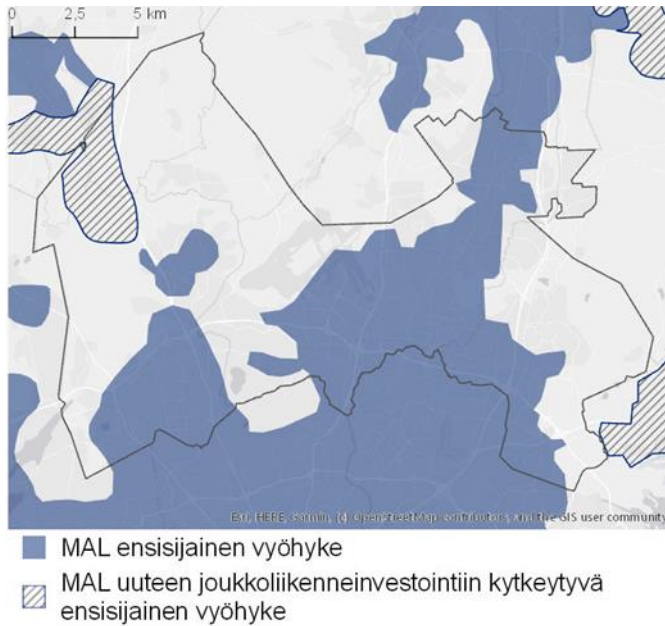 0 2,5 5 km
Esri, HERE, Garmin, (c) OpenStreetMap contributors, and the GIS user community
MAL ensisijainen vyöhyke
MAL uuteen joukkoliikenneinvestointiin kytkeytyvä
ensisijainen vyöhyke